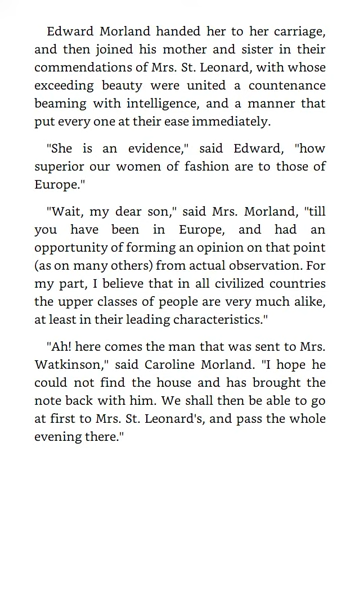 Edward Morland handed her to her carriage,
and then joined his mother and sister in their
commendations of Mrs. St. Leonard, with whose
exceeding beauty were united a countenance
beaming with intelligence, and a manner that
put every one at their ease immediately.
"She is an evidence," said Edward, "how
superior our women of fashion are to those of
Europe."
"Wait, my dear son," said Mrs. Morland, "till
you have been in Europe, and had an
opportunity of forming an opinion on that point
(as on many others) from actual observation. For
my part, I believe that in all civilized countries
the upper classes of people are very much alike,
at least in their leading characteristics."
"Ah! here comes the man that was sent to Mrs.
Watkinson," said Caroline Morland. "I hope he
could not find the house and has brought the
note back with him. We shall then be able to go
at first to Mrs. St. Leonard's, and pass the whole
evening there."